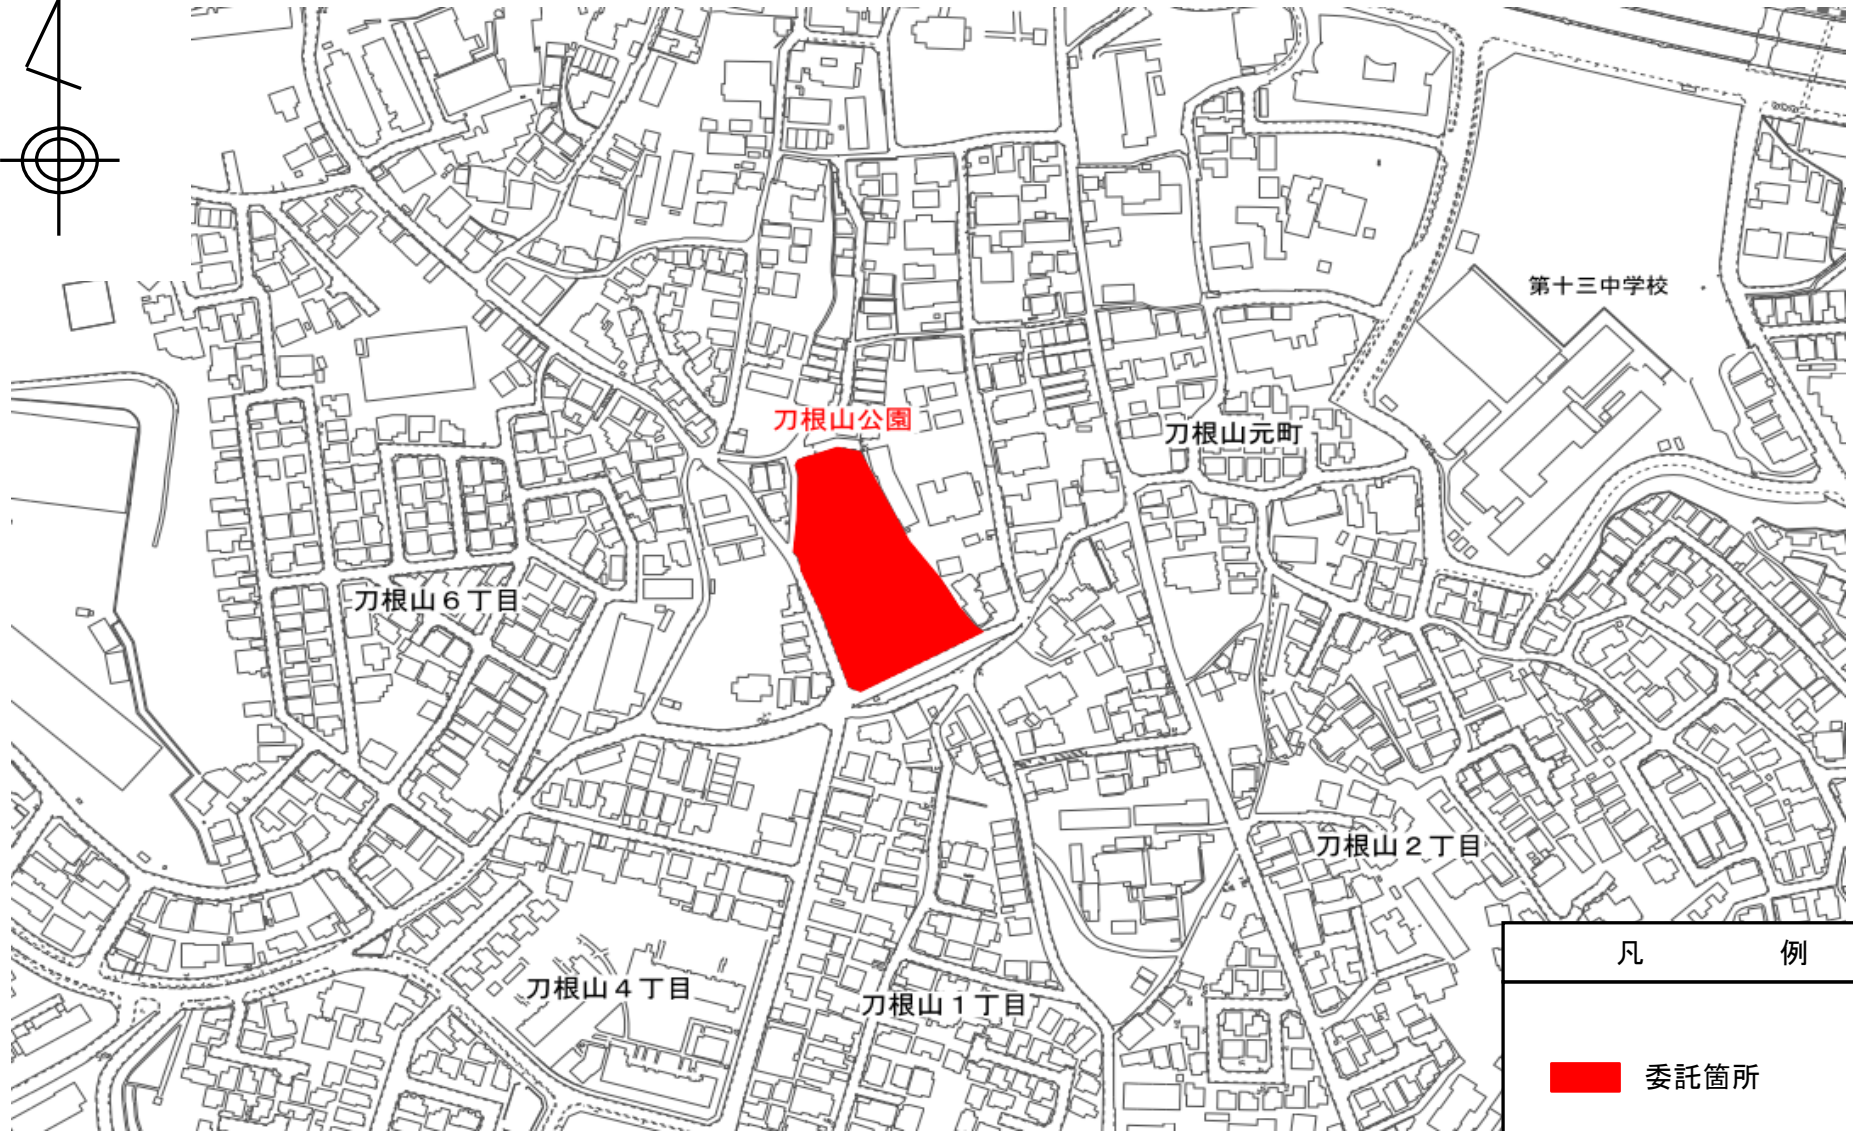 第十三中学校
刀根山公園
刀根山元町
刀根山６丁目
刀根山２丁目
刀根山４丁目
刀根山１丁目
凡　例
委託箇所